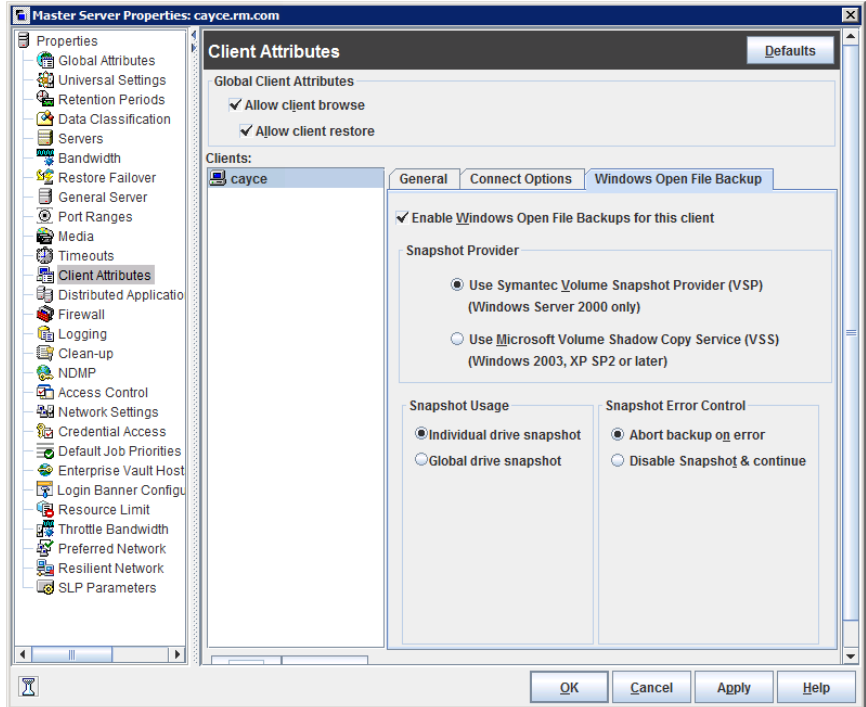 Master Server Properties: cayce.rm.com
Properties
Global Attributes
Universal Settings
Retention Periods
Data Classification
Servers
Bandwidth
Restore Failover
General Server
Port Ranges
Media
Timeouts
Client Attributes
Distributed Applicatio
Firewall
Logging
Clean-up
NDMP
Access Control
Network Settings
Credential Access
Default Job Priorities
Enterprise Vault Host
Login Banner Configu
Resource Limit
Throttle Bandwidth
Preferred Network
Resilient Network
SLP Parameters
Client Attributes
Defaults
Global Client Attributes
Allow client browse
Allow client restore
Clients:
cayce
General Connect Options Windows Open File Backup
Enable Windows Open File Backups for this client
Snapshot Provider
Use Symantec Volume Snapshot Provider (VSP)
(Windows Server 2000 only)
Use Microsoft Volume Shadow Copy Service (VSS)
(Windows 2003, XP SP2 or later)
Snapshot Usage
Individual drive snapshot
Global drive snapshot
Snapshot Error Control
Abort backup on error
Disable Snapshot & continue
OK Cancel Apply Help